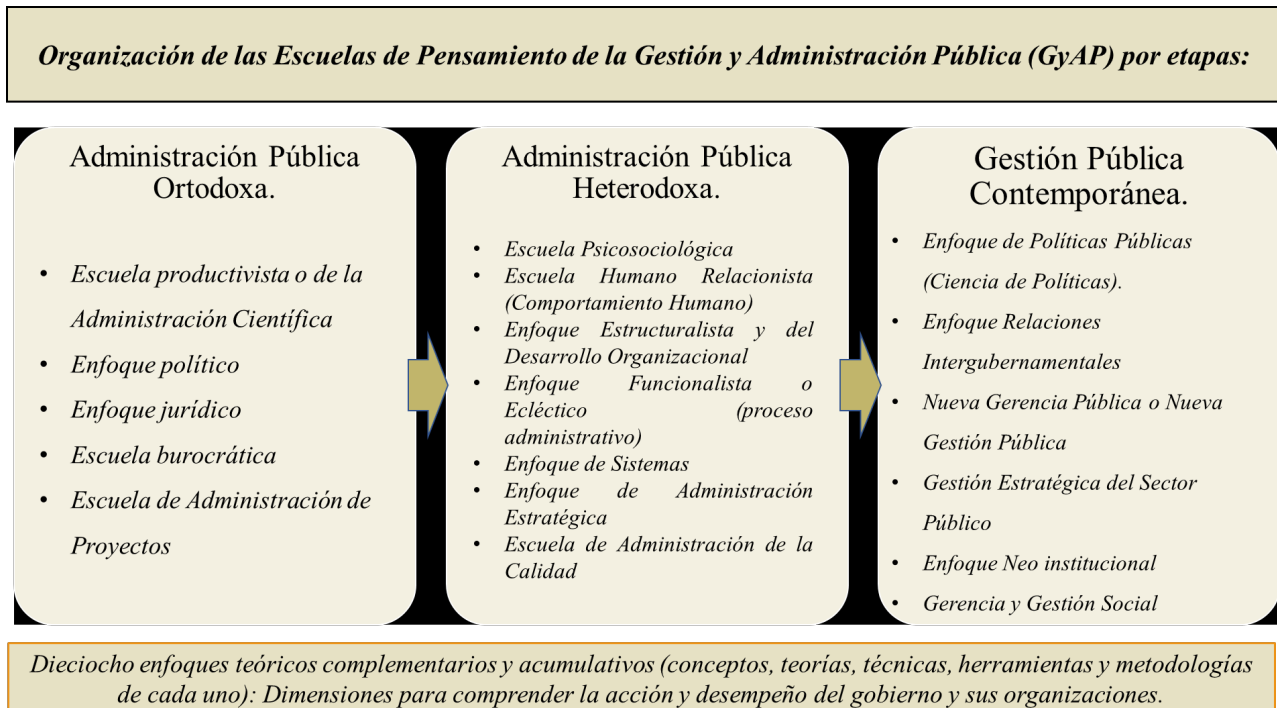 Organización de las Escuelas de Pensamiento de la Gestión y Administración Pública (GyAP) por etapas:
Administración Pública
Ortodoxa.
• Escuela productivista o de la
Administración Científica
• Enfoque político
• Enfoque jurídico
• Escuela burocrática
• Escuela de Administración de
Proyectos
Administración Pública
Heterodoxa.
• Escuela Psicosociológica
• Escuela Humano Relacionista
(Comportamiento Humano)
• Enfoque Estructuralista y del
Desarrollo Organizacional
• Enfoque Funcionalista o
Ecléctico (proceso
administrativo)
• Enfoque de Sistemas
• Enfoque de Administración
Estratégica
• Escuela de Administración de la
Calidad
Gestión Pública
Contemporánea.
• Enfoque de Políticas Públicas
(Ciencia de Políticas).
• Enfoque Relaciones
Intergubernamentales
• Nueva Gerencia Pública o Nueva
Gestión Pública
• Gestión Estratégica del Sector
Público
• Enfoque Neo institucional
• Gerencia y Gestión Social
Dieciocho enfoques teóricos complementarios y acumulativos (conceptos, teorías, técnicas, herramientas y metodologías
de cada uno): Dimensiones para comprender la acción y desempeño del gobierno y sus organizaciones.